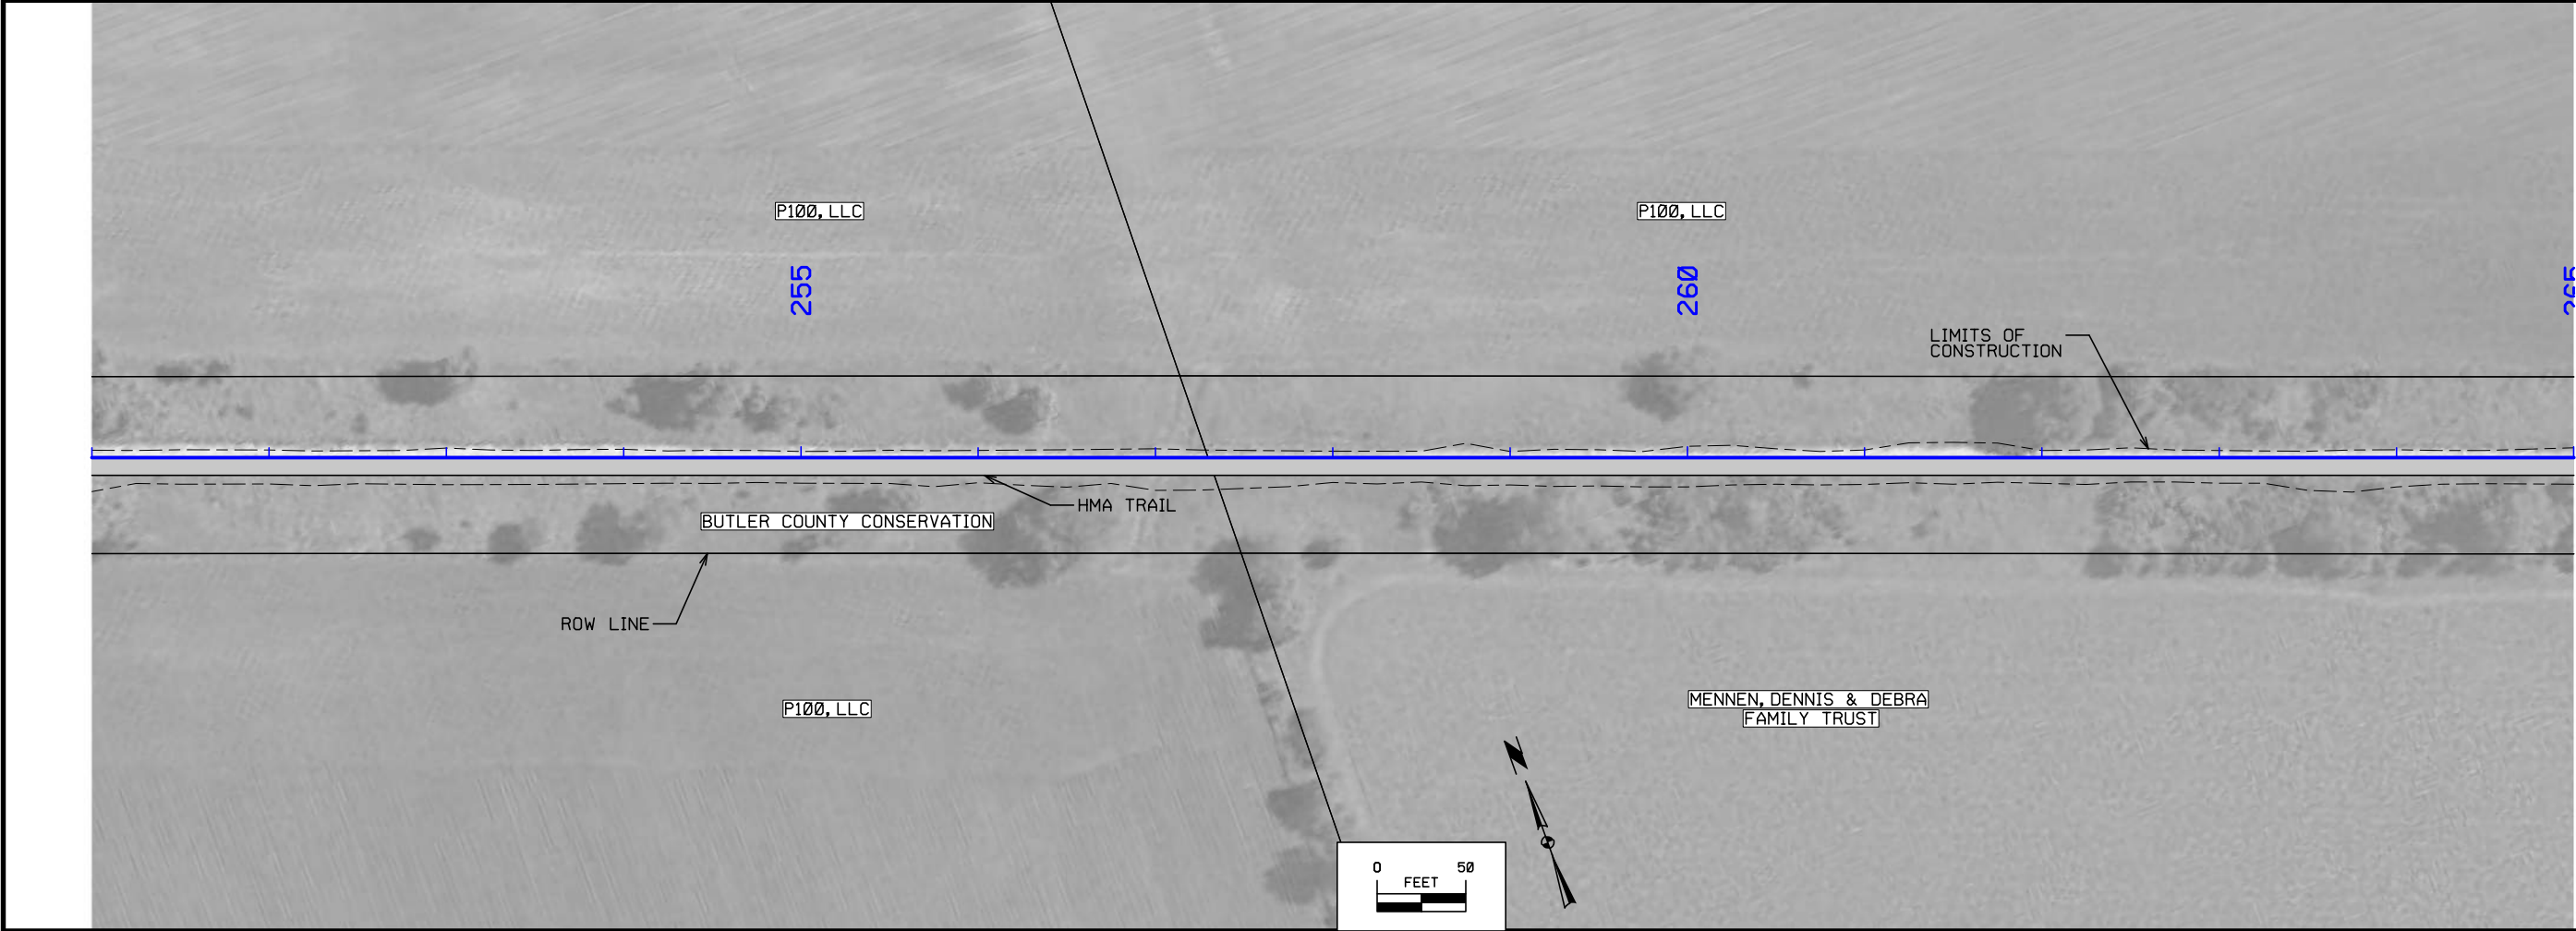 P100, LLC
P100, LLC
255
260
265
LIMITS OF
CONSTRUCTION
HMA TRAIL
BUTLER COUNTY CONSERVATION
ROW LINE
P100, LLC
MENNEN, DENNIS & DEBRA
FAMILY TRUST
N
0 50
FEET